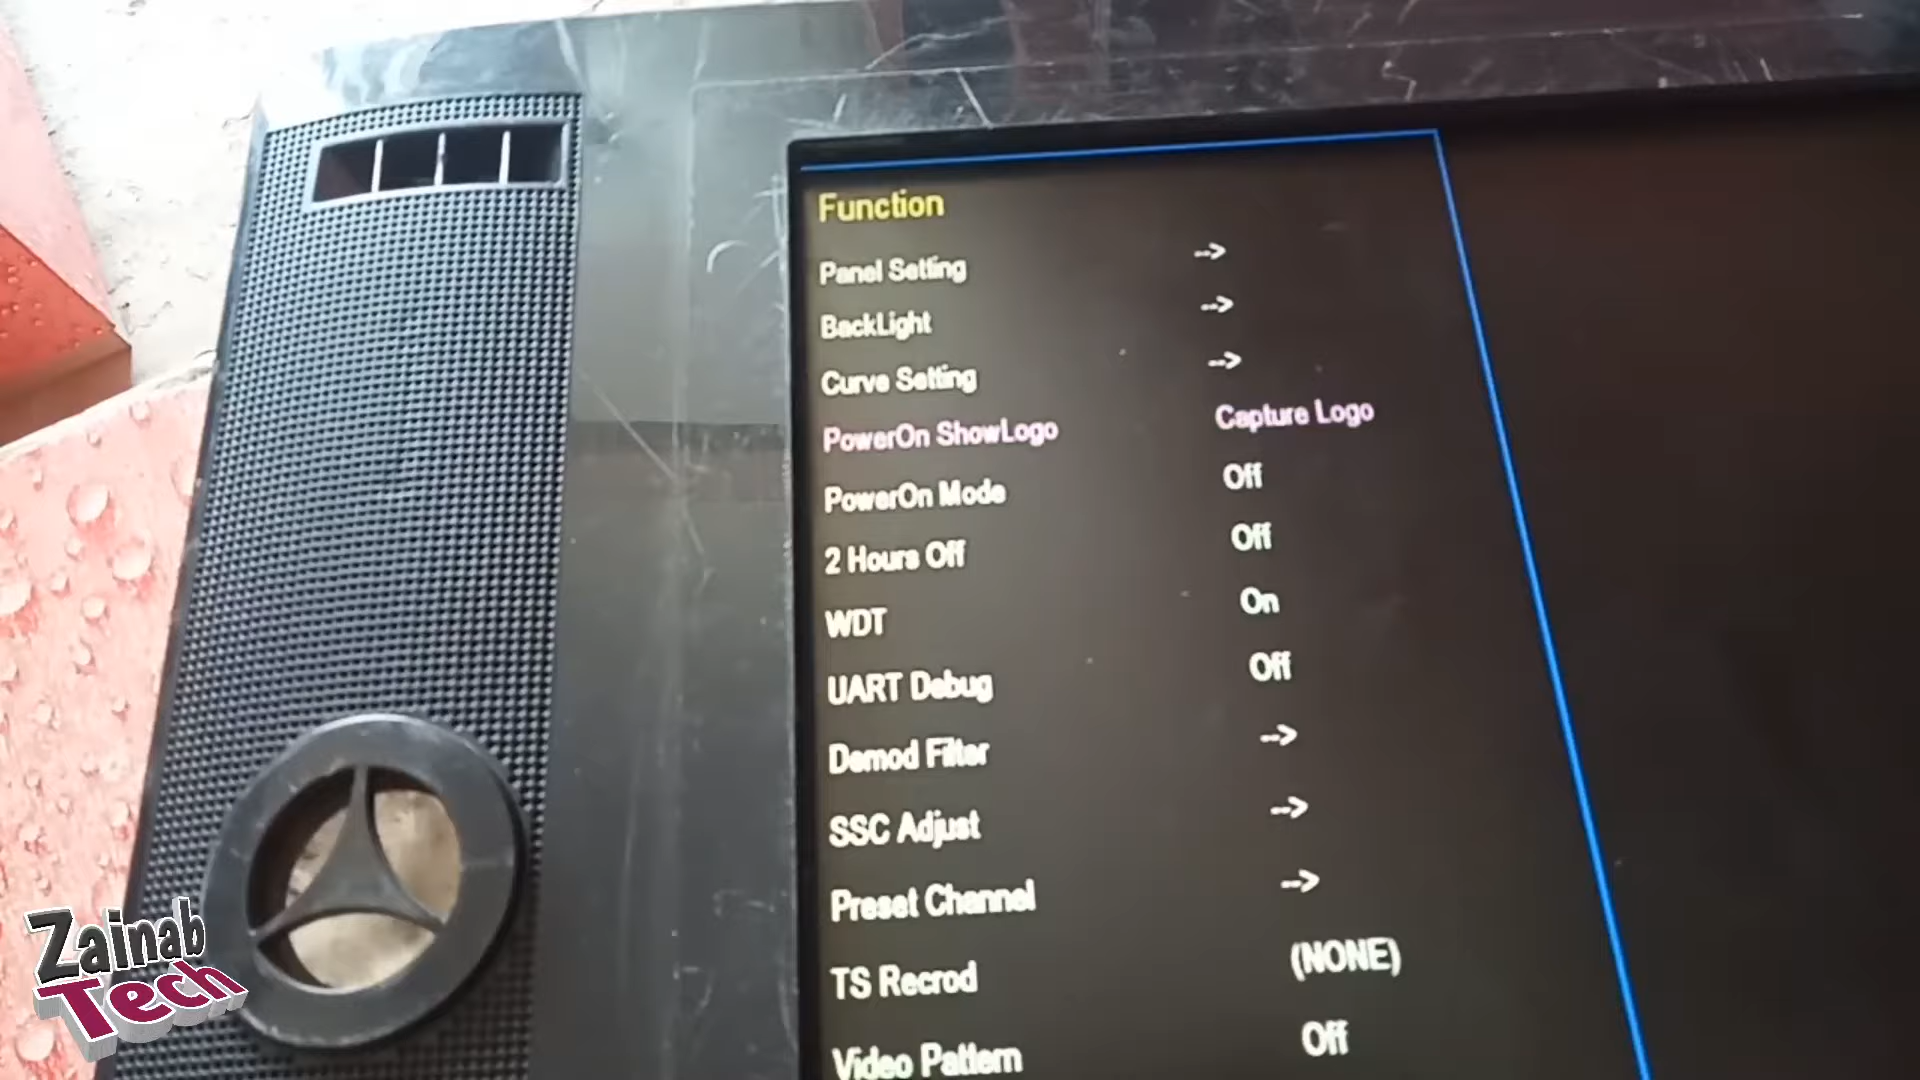 Function
Panel Setting -->
BackLight -->
Curve Setting -->
PowerOn ShowLogo Capture Logo
PowerOn Mode Off
2 Hours Off Off
WDT On
UART Debug Off
Demod Filter -->
SSC Adjust -->
Preset Channel -->
TS Recrod (NONE)
Video Pattern Off
Zainab
Tech